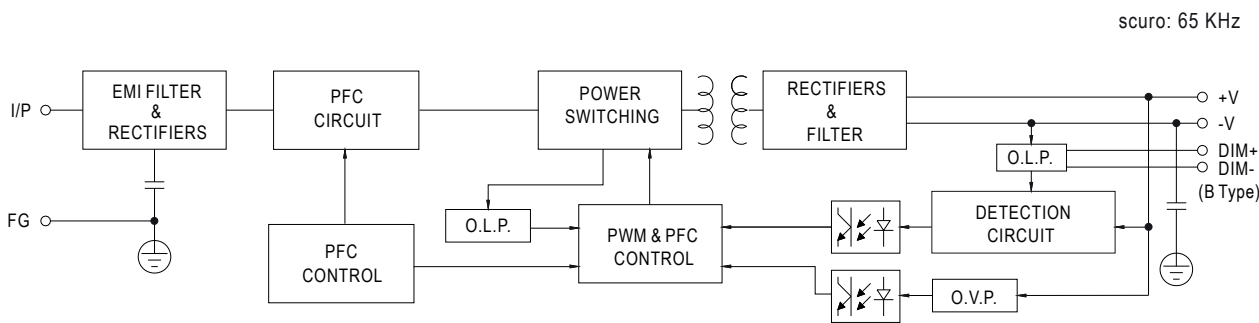 scuro: 65 KHz
I/P
EMI FILTER
&
RECTIFIERS
PFC
CIRCUIT
POWER
SWITCHING
RECTIFIERS
&
FILTER
+V
-V
DIM+
DIM-
(B Type)
O.L.P.
FG
O.L.P.
PFC
CONTROL
PWM & PFC
CONTROL
DETECTION
CIRCUIT
O.V.P.